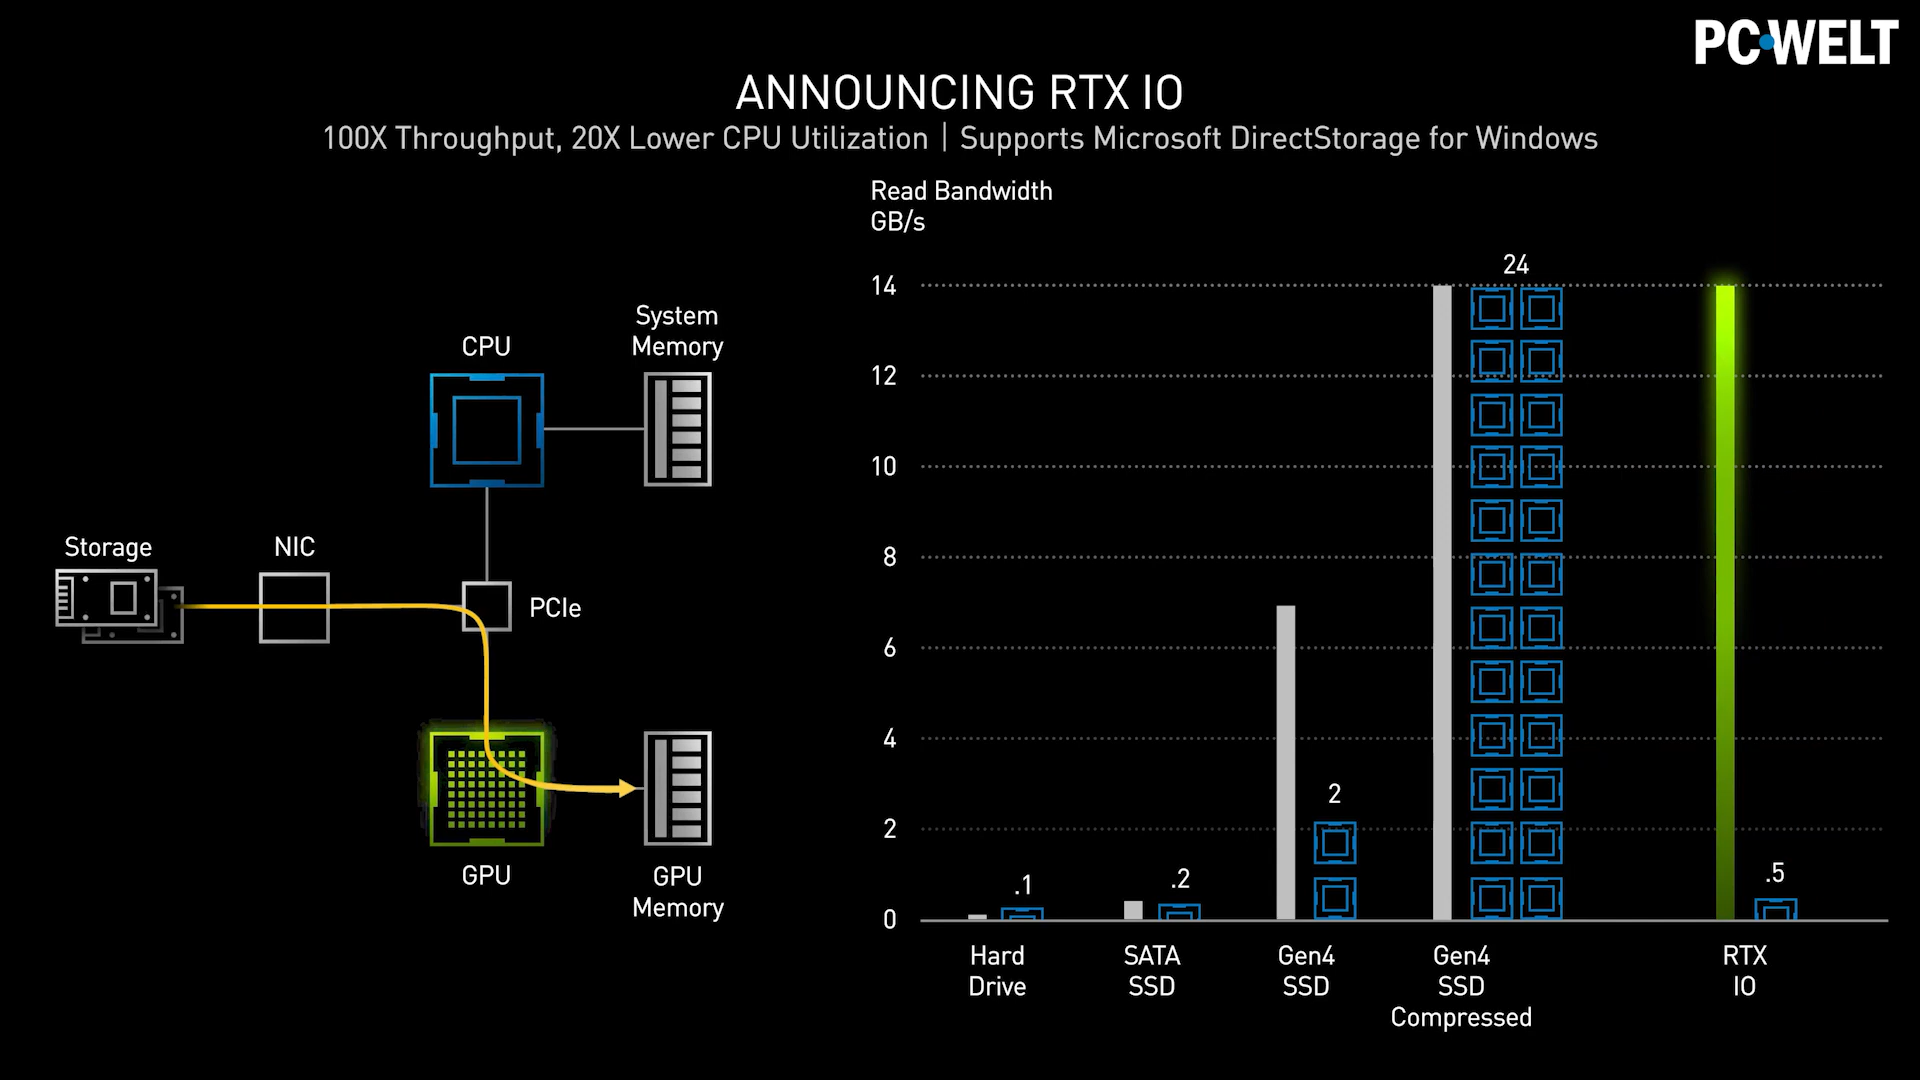 PC WELT
ANNOUNCING RTX IO
100X Throughput, 20X Lower CPU Utilization | Supports Microsoft DirectStorage for Windows
Storage
NIC
CPU
System
Memory
PCIe
GPU
GPU
Memory
Read Bandwidth
GB/s
14
12
10
8
6
4
2
0
.1
.2
2
24
.5
Hard
Drive
SATA
SSD
Gen4
SSD
Gen4
SSD
Compressed
RTX
IO